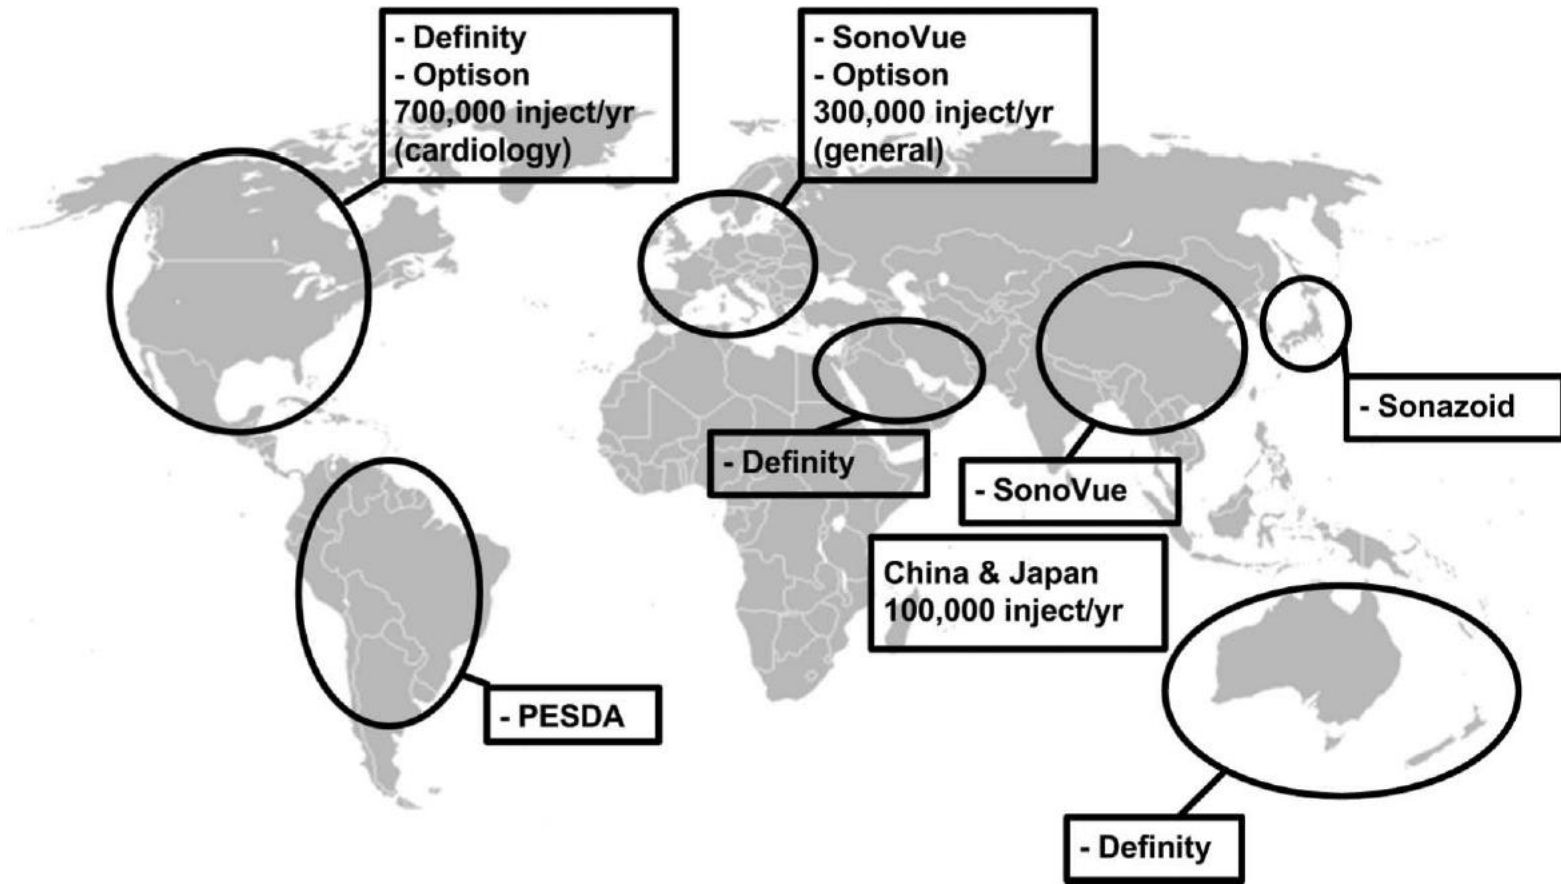 - Definity
- Optison
700,000 inject/yr
(cardiology)
- SonoVue
- Optison
300,000 inject/yr
(general)
- Sonazoid
- Definity
- SonoVue
China & Japan
100,000 inject/yr
- PESDA
- Definity